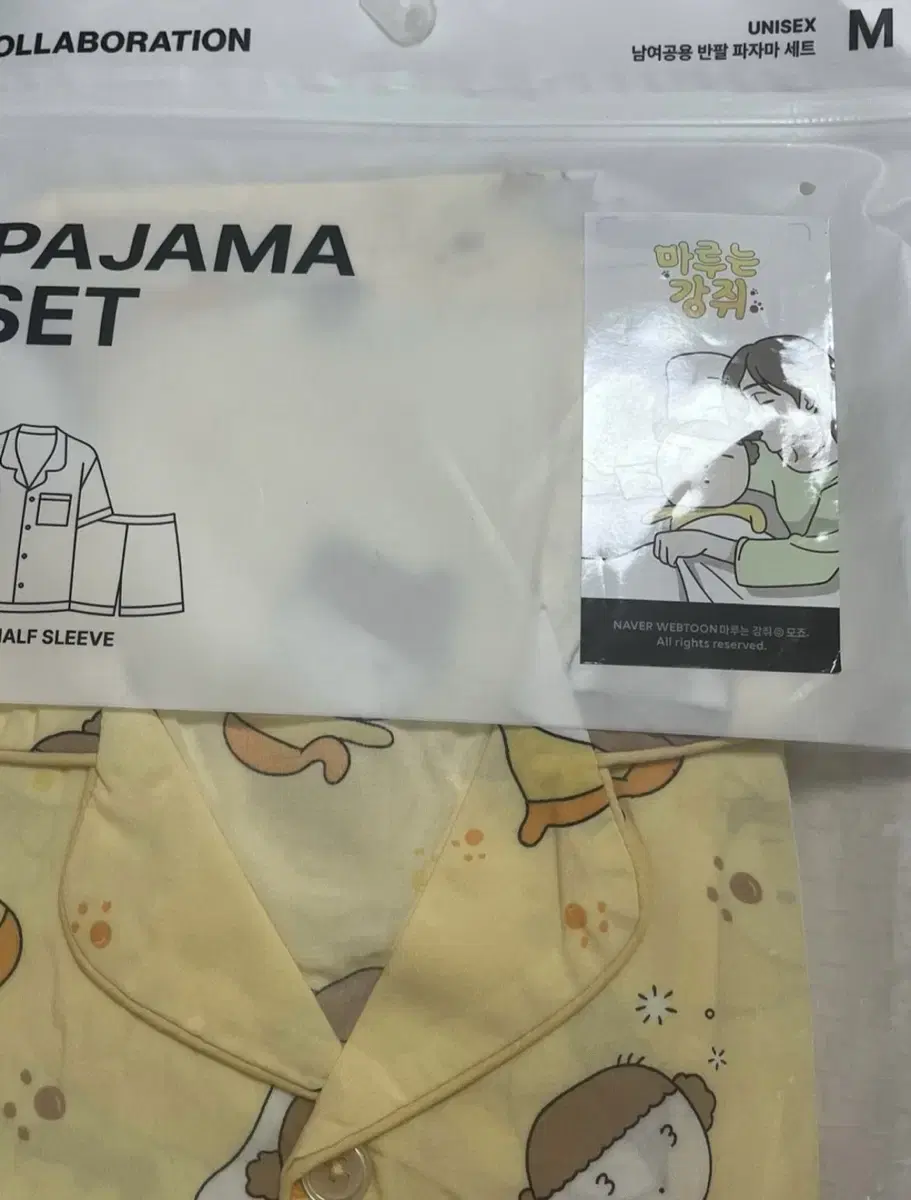 OLLABORATION
UNISEX
남여공용 반팔 파자마 세트
M
PAJAMA
SET
HALF SLEEVE
마루는
강쥐
NAVER WEBTOON 마루는 강쥐 ⓒ 모죠.
All rights reserved.